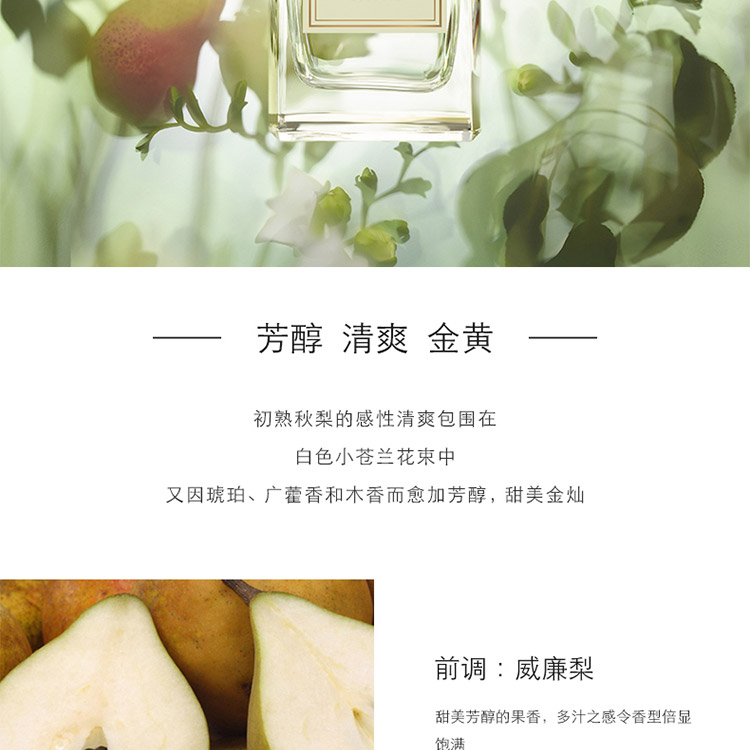 芳醇 清爽 金黄
初熟秋梨的感性清爽包围在
白色小苍兰花束中
又因琥珀、广藿香和木香而愈加芳醇，甜美金灿
前调：威廉梨
甜美芳醇的果香，多汁之感令香型倍显
饱满